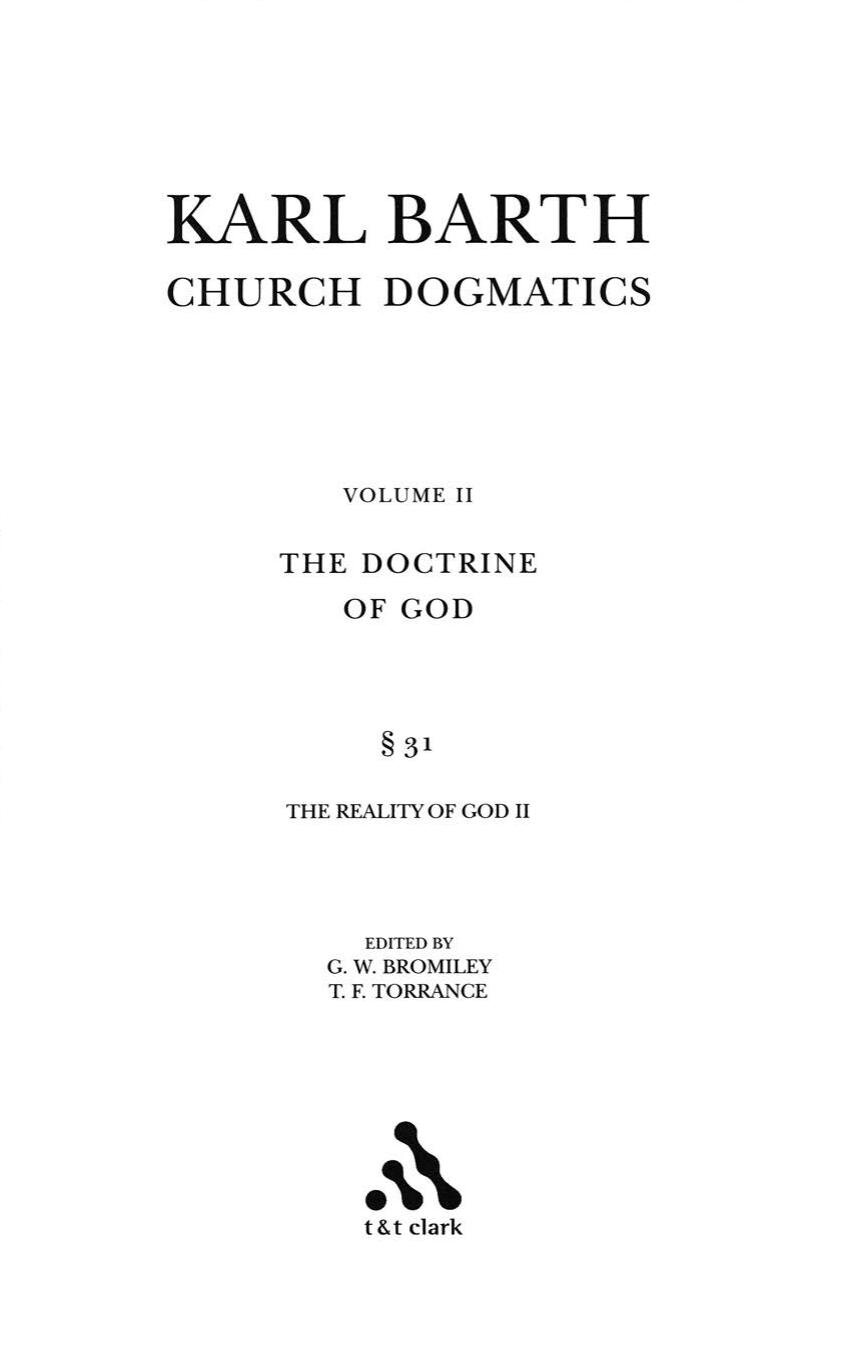 KARL BARTH
CHURCH DOGMATICS
VOLUME II
THE DOCTRINE
OF GOD
§ 31
THE REALITY OF GOD II
EDITED BY
G. W. BROMILEY
T. F. TORRANCE
t&t clark